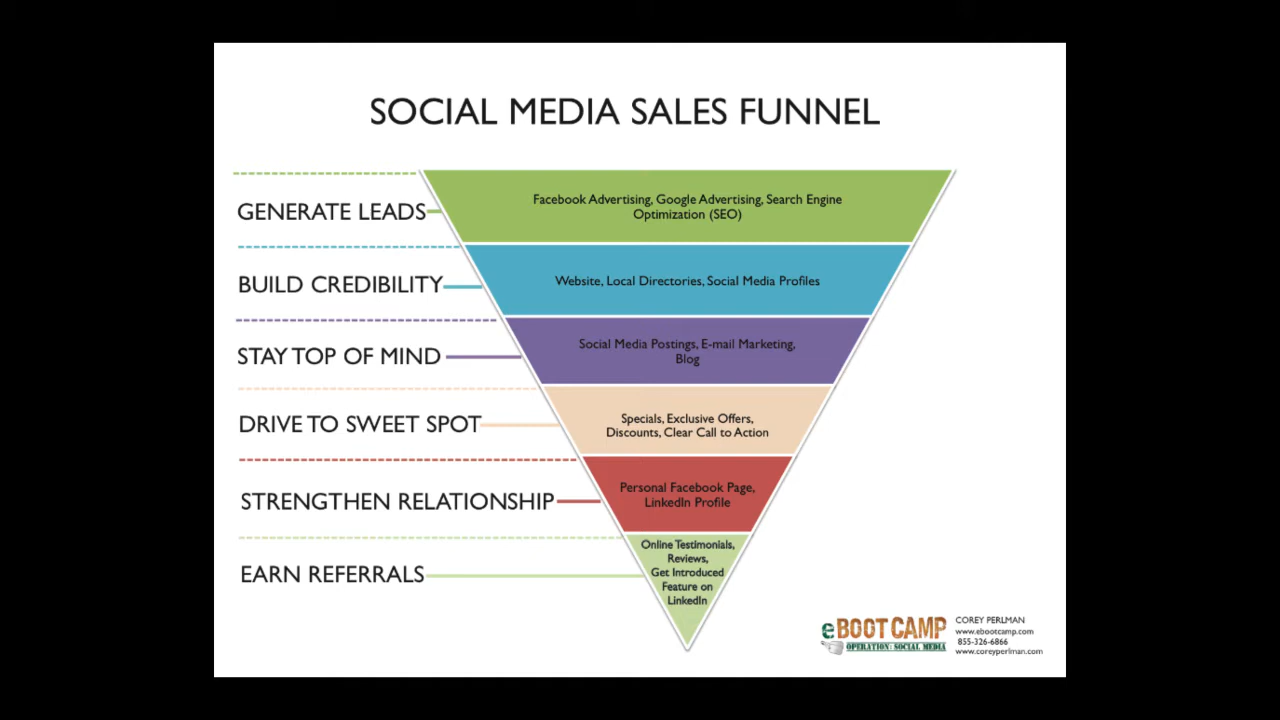 SOCIAL MEDIA SALES FUNNEL
GENERATE LEADS
Facebook Advertising, Google Advertising, Search Engine
Optimization (SEO)
BUILD CREDIBILITY
Website, Local Directories, Social Media Profiles
STAY TOP OF MIND
Social Media Postings, E-mail Marketing,
Blog
DRIVE TO SWEET SPOT
Specials, Exclusive Offers,
Discounts, Clear Call to Action
STRENGTHEN RELATIONSHIP
Personal Facebook Page,
LinkedIn Profile
EARN REFERRALS
Online Testimonials,
Reviews,
Get Introduced
Feature on
LinkedIn
eBOOT CAMP
OPERATION: SOCIAL MEDIA
COREY PERLMAN
www.ebootcamp.com
855-326-6866
www.coreyperlman.com